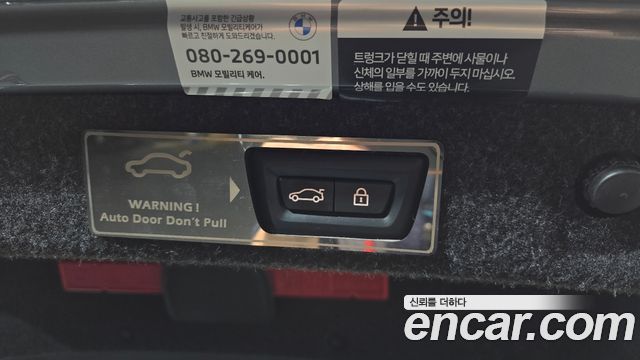 교통사고를 포함한 긴급상황
발생 시, BMW 모빌리티케어가
빠르고 친절하게 도와드리겠습니다.
080-269-0001
BMW 모빌리티 케어.
주의!
트렁크가 닫힐 때 주변에 사물이나
신체의 일부를 가까이 두지 마십시오.
상해를 입을 수도 있습니다.
WARNING!
Auto Door Don't Pull
신뢰를 더하다
encar.com